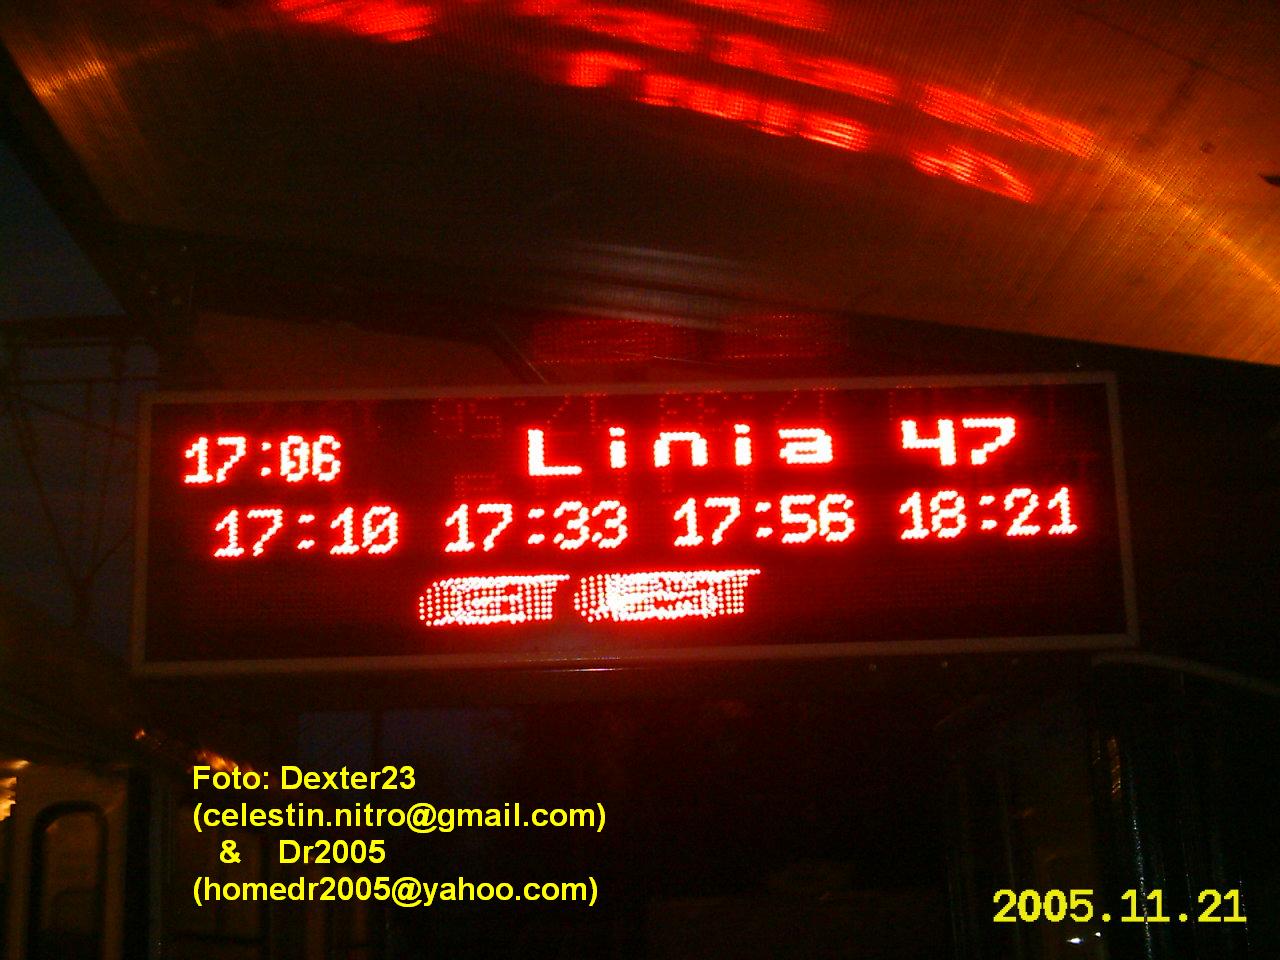 17:06 Linia 47
17:10 17:33 17:56 18:21
Foto: Dexter23
(celestin.nitro@gmail.com)
& Dr2005
(homedr2005@yahoo.com)
2005.11.21